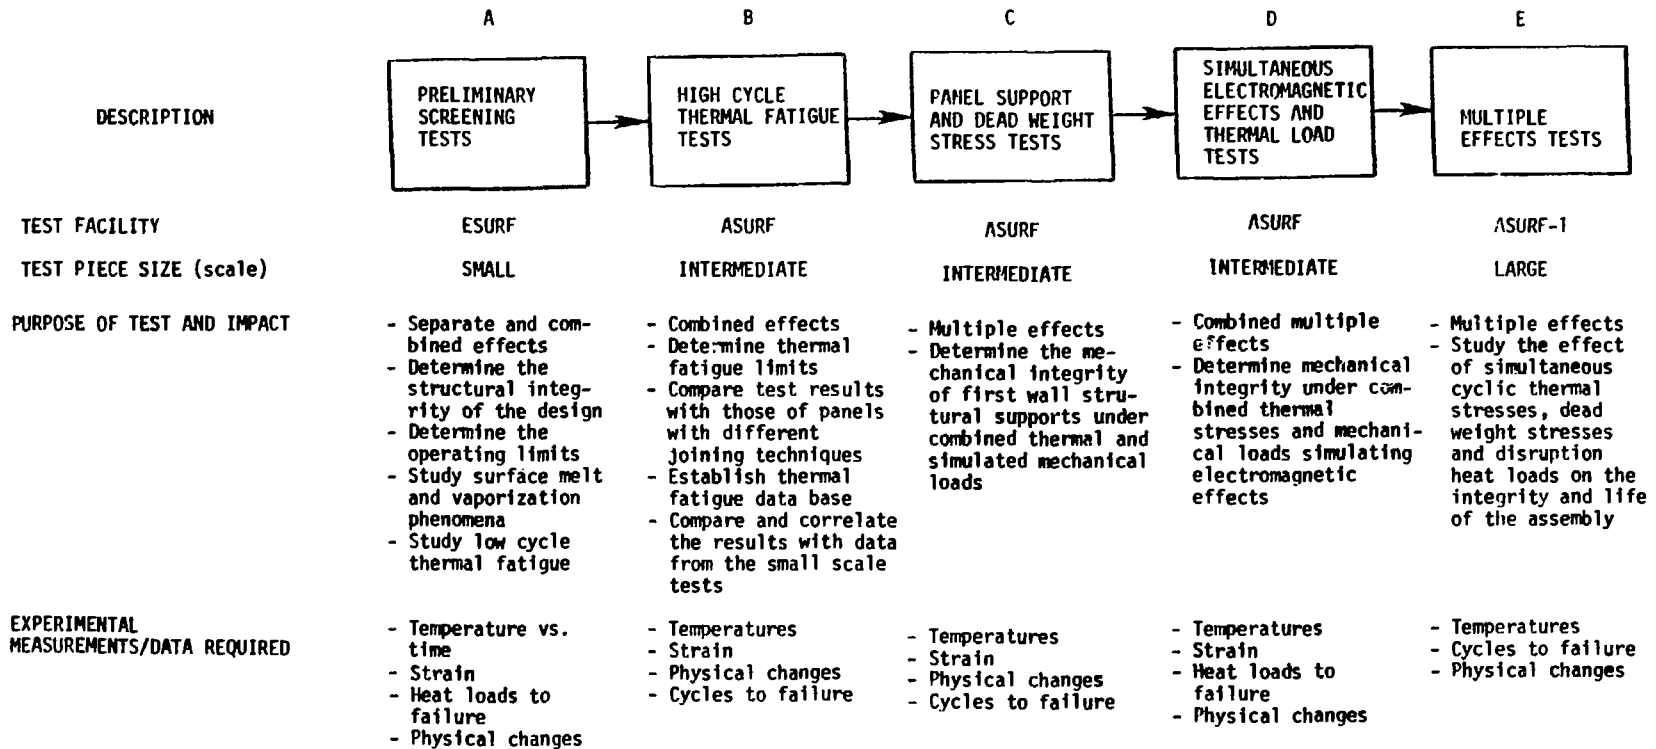 A B C D E
DESCRIPTION
PRELIMINARY
SCREENING
TESTS
HIGH CYCLE
THERMAL FATIGUE
TESTS
PANEL SUPPORT
AND DEAD WEIGHT
STRESS TESTS
SIMULTANEOUS
ELECTROMAGNETIC
EFFECTS AND
THERMAL LOAD
TESTS
MULTIPLE
EFFECTS TESTS
TEST FACILITY
ESURF
ASURF
ASURF
ASURF
ASURF-1
TEST PIECE SIZE (scale)
SMALL
INTERMEDIATE
INTERMEDIATE
INTERMEDIATE
LARGE
PURPOSE OF TEST AND IMPACT
- Separate and com-
bined effects
- Determine the
structural integ-
rity of the design
- Determine the
operating limits
- Study surface melt
and vaporization
phenomena
- Study low cycle
thermal fatigue
- Combined effects
- Determine thermal
fatigue limits
- Compare test results
with those of panels
with different
joining techniques
- Establish thermal
fatigue data base
- Compare and correlate
the results with data
from the small scale
tests
- Multiple effects
- Determine the me-
chanical integrity
of first wall struc-
tural supports under
combined thermal and
simulated mechanical
loads
- Combined multiple
effects
- Determine mechanical
integrity under com-
bined thermal
stresses and mechani-
cal loads simulating
electromagnetic
effects
- Multiple effects
- Study the effect
of simultaneous
cyclic thermal
stresses, dead
weight stresses
and disruption
heat loads on the
integrity and life
of the assembly
EXPERIMENTAL
MEASUREMENTS/DATA REQUIRED
- Temperature vs.
time
- Strain
- Heat loads to
failure
- Physical changes
- Temperatures
- Strain
- Physical changes
- Cycles to failure
- Temperatures
- Strain
- Physical changes
- Cycles to failure
- Temperatures
- Strain
- Heat loads to
failure
- Physical changes
- Temperatures
- Cycles to failure
- Physical changes